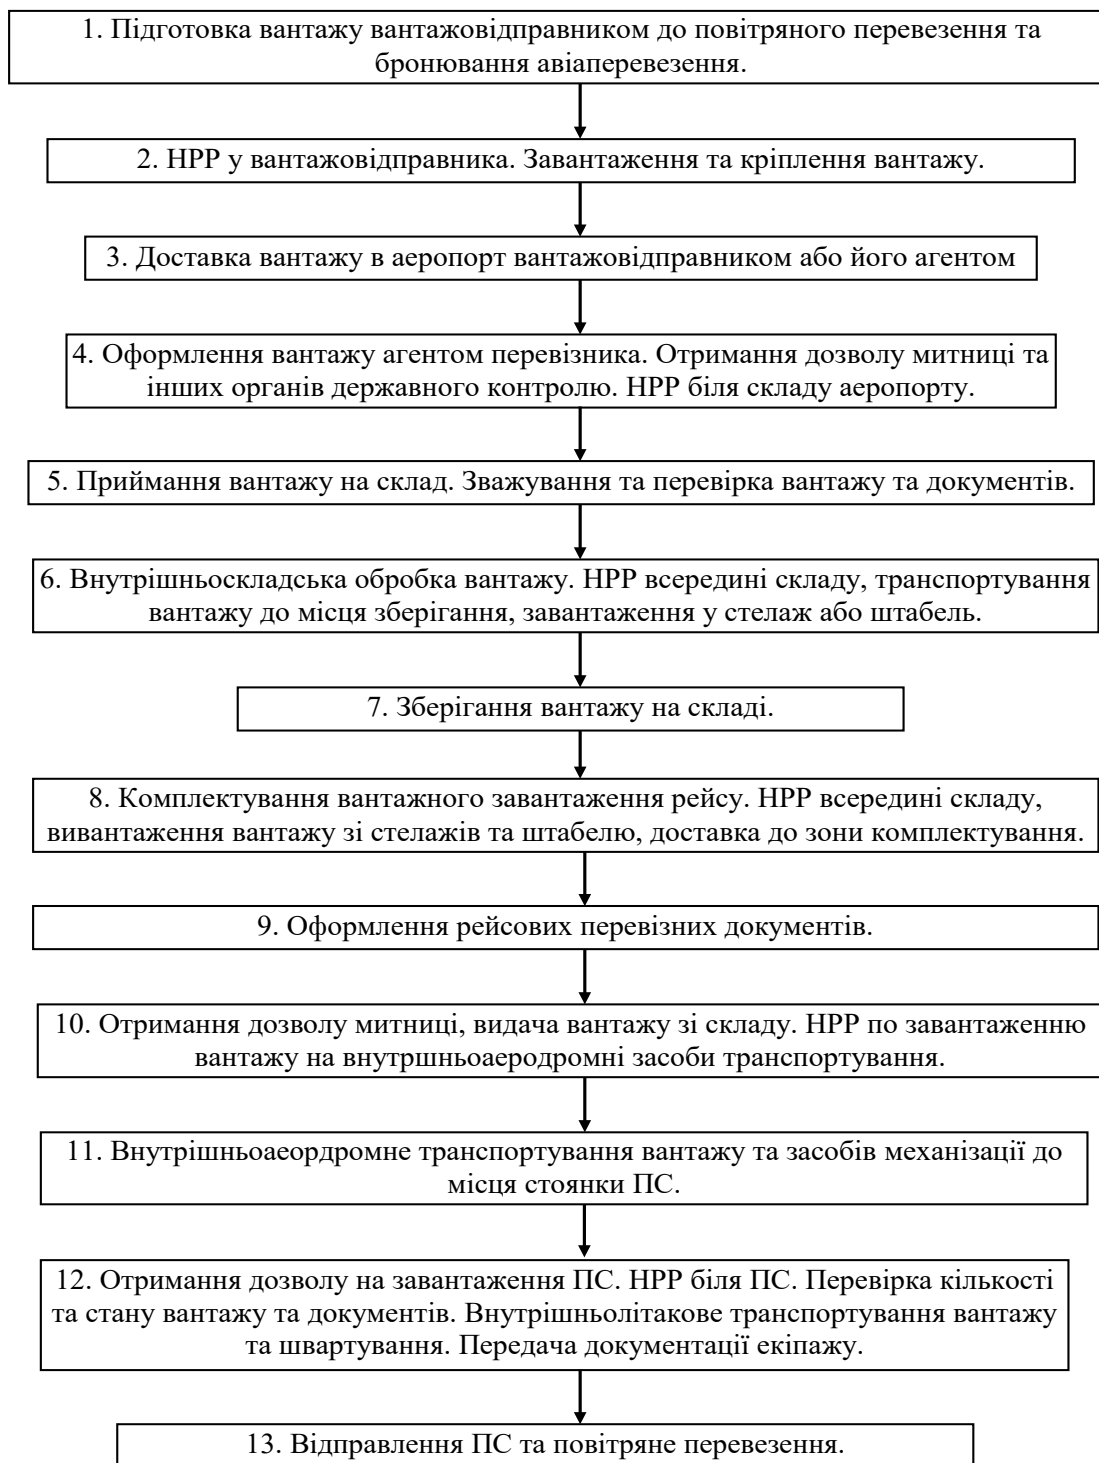 1. Підготовка вантажу вантажовідправником до повітряного перевезення та
бронювання авіаперевезення.
2. НРР у вантажовідправника. Завантаження та кріплення вантажу.
3. Доставка вантажу в аеропорт вантажовідправником або його агентом
4. Оформлення вантажу агентом перевізника. Отримання дозволу митниці та
інших органів державного контролю. НРР біля складу аеропорту.
5. Приймання вантажу на склад. Зважування та перевірка вантажу та документів.
6. Внутрішньоскладська обробка вантажу. НРР всередині складу, транспортування
вантажу до місця зберігання, завантаження у стелаж або штабель.
7. Зберігання вантажу на складі.
8. Комплектування вантажного завантаження рейсу. НРР всередині складу,
вивантаження вантажу зі стелажів та штабелю, доставка до зони комплектування.
9. Оформлення рейсових перевізних документів.
10. Отримання дозволу митниці, видача вантажу зі складу. НРР по завантаженню
вантажу на внутршньоаеродромні засоби транспортування.
11. Внутрішньоаеордромне транспортування вантажу та засобів механізації до
місця стоянки ПС.
12. Отримання дозволу на завантаження ПС. НРР біля ПС. Перевірка кількості
та стану вантажу та документів. Внутрішньолітакове транспортування вантажу
та швартування. Передача документації екіпажу.
13. Відправлення ПС та повітряне перевезення.